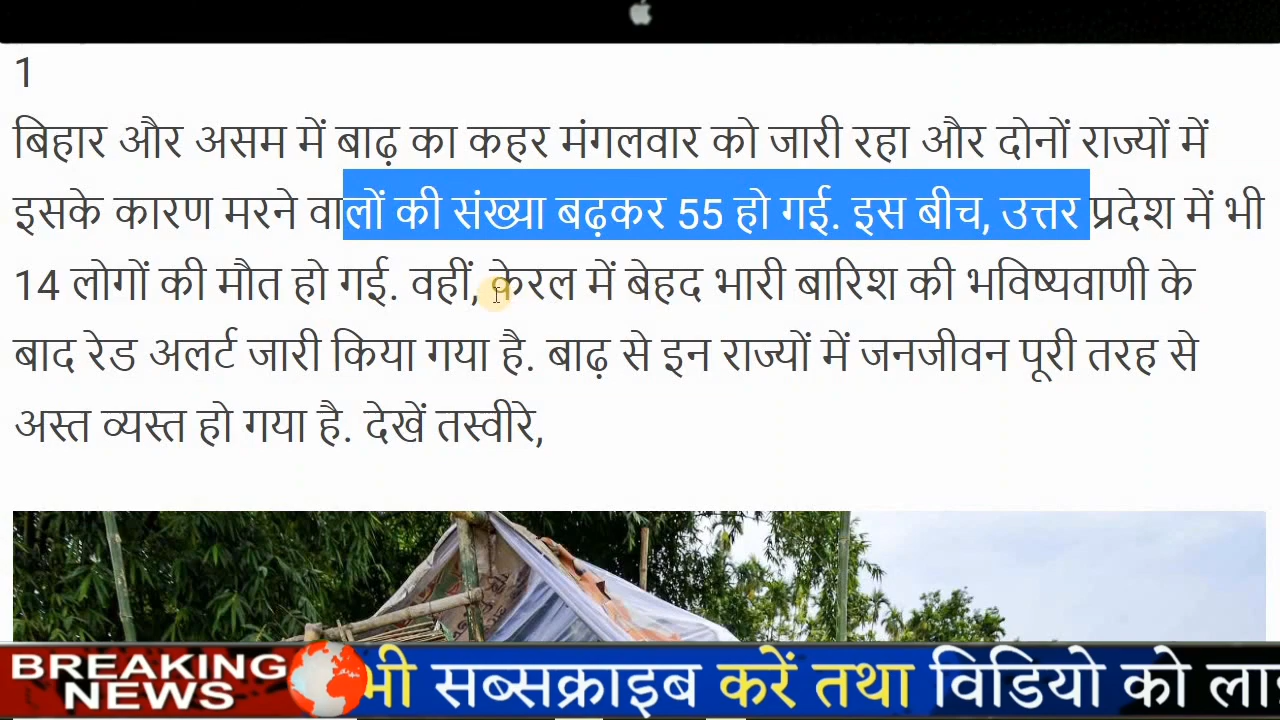 1
बिहार और असम में बाढ़ का कहर मंगलवार को जारी रहा और दोनों राज्यों में
इसके कारण मरने वालों की संख्या बढ़कर 55 हो गई. इस बीच, उत्तर प्रदेश में भी
14 लोगों की मौत हो गई. वहीं, केरल में बेहद भारी बारिश की भविष्यवाणी के
बाद रेड अलर्ट जारी किया गया है. बाढ़ से इन राज्यों में जनजीवन पूरी तरह से
अस्त व्यस्त हो गया है. देखें तस्वीरे,
BREAKING
NEWS
भी सब्सक्राइब करें तथा विडियो को